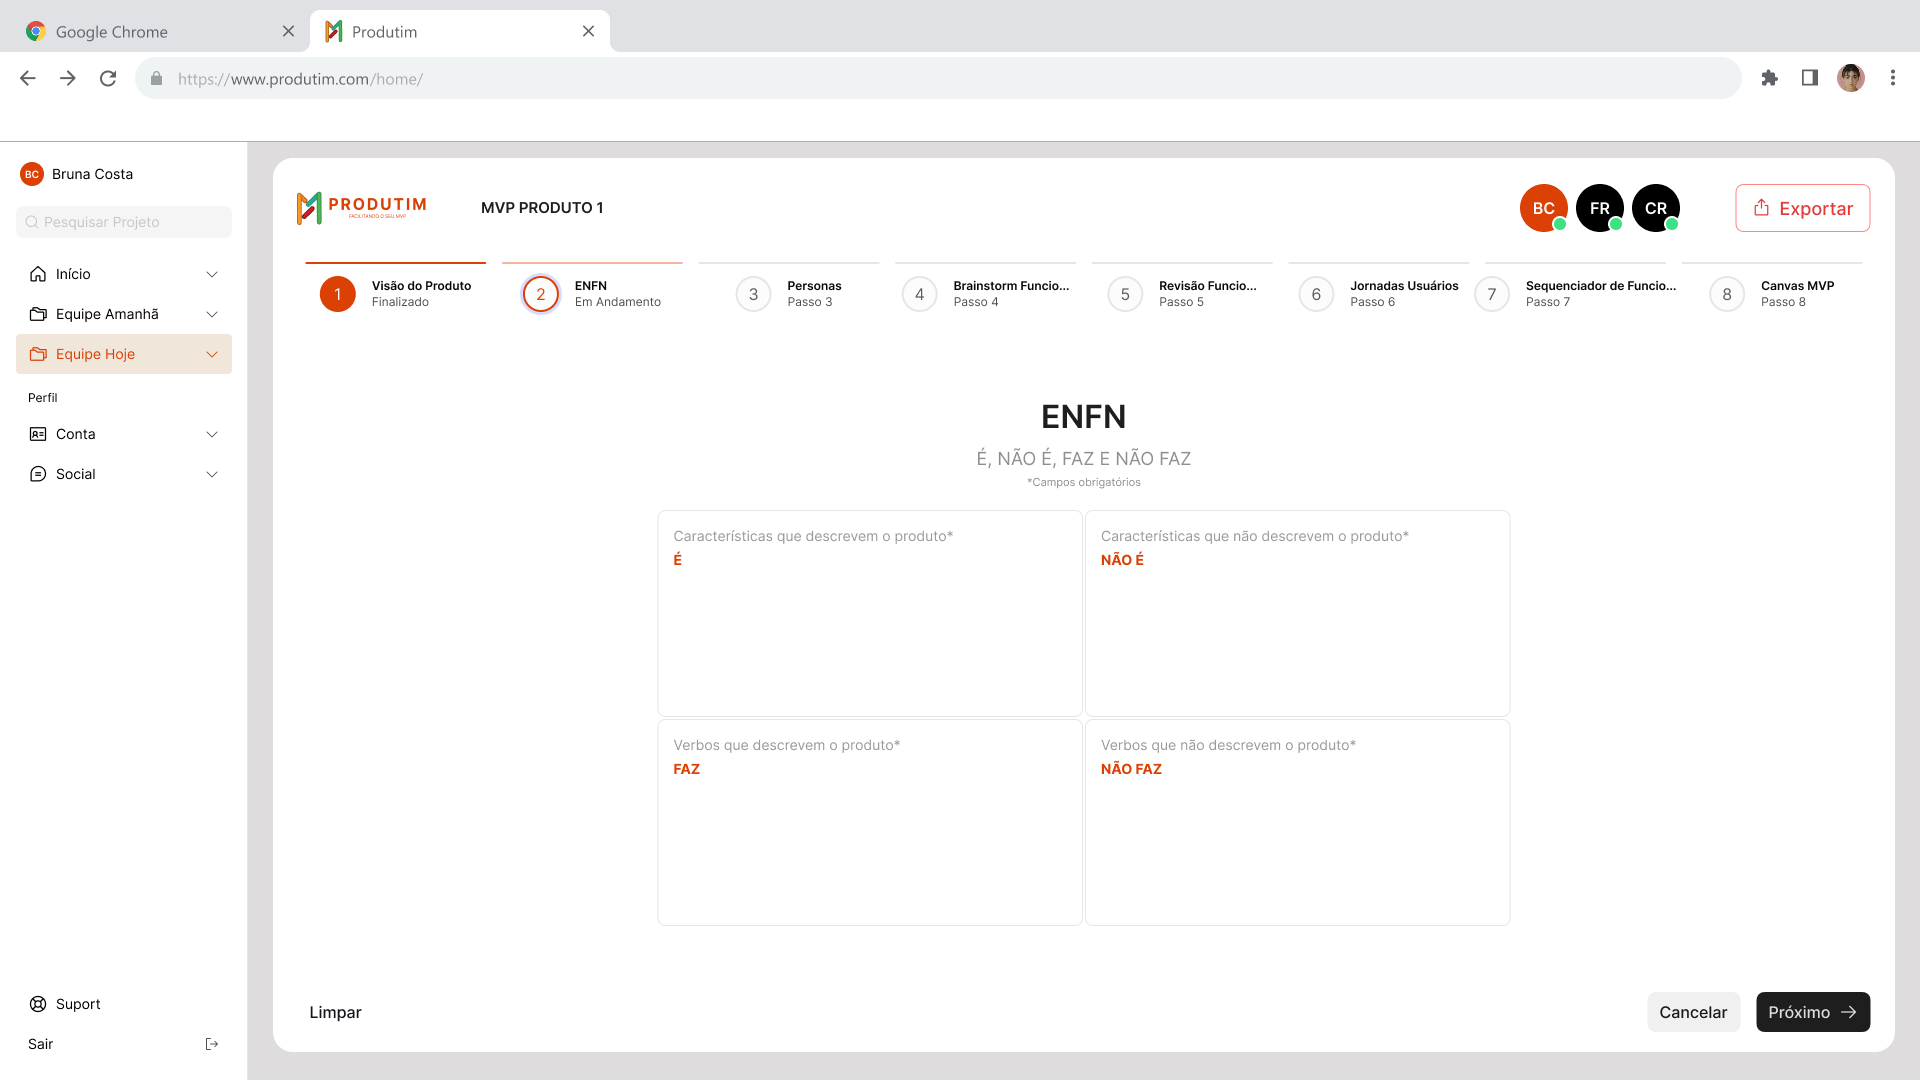 Google Chrome
Produtim
https://www.produtim.com/home/
BC Bruna Costa
Pesquisar Projeto
Início
Equipe Amanhã
Equipe Hoje
Perfil
Conta
Social
Suport
Sair
PRODUTIM
FACILITANDO O SEU MVP
MVP PRODUTO 1
BC FR CR
Exportar
1 Visão do Produto
Finalizado
2 ENFN
Em Andamento
3 Personas
Passo 3
4 Brainstorm Funcio...
Passo 4
5 Revisão Funcio...
Passo 5
6 Jornadas Usuários
Passo 6
7 Sequenciador de Funcio...
Passo 7
8 Canvas MVP
Passo 8
ENFN
É, NÃO É, FAZ E NÃO FAZ
*Campos obrigatórios
Características que descrevem o produto*
É
Características que não descrevem o produto*
NÃO É
Verbos que descrevem o produto*
FAZ
Verbos que não descrevem o produto*
NÃO FAZ
Limpar
Cancelar
Próximo